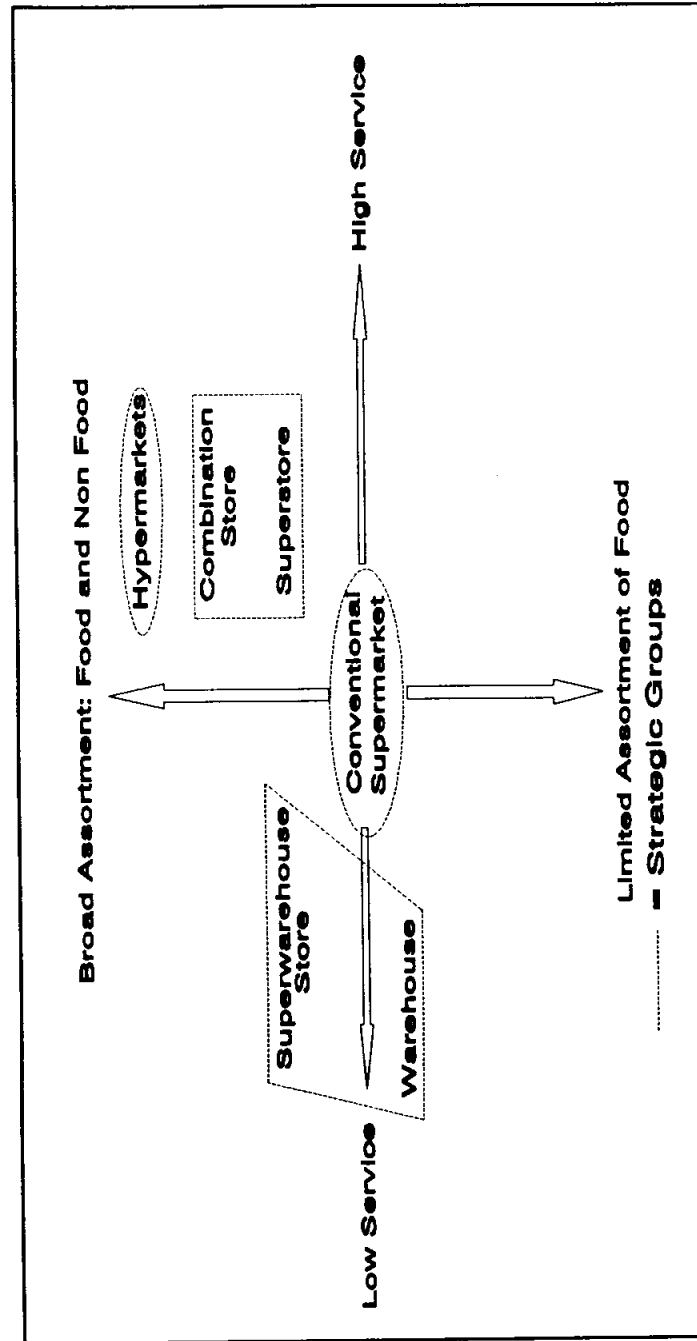 Broad Assortment: Food and Non Food
Hypermarkets
Combination
Store
Superstore
Superwarehouse
Store
Conventional
Supermarket
Low Service
High Service
Warehouse
Limited Assortment of Food
-------- = Strategic Groups